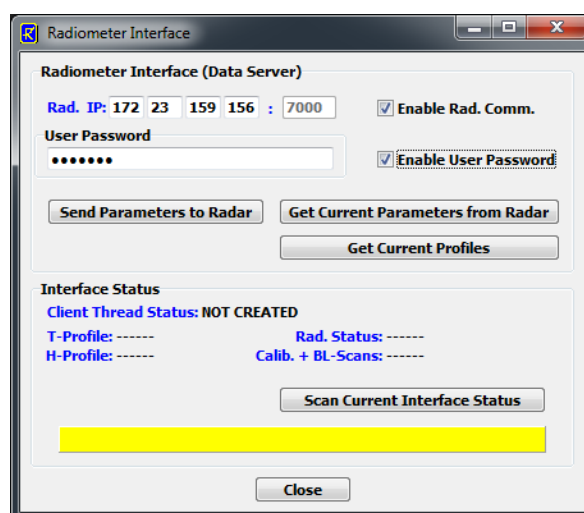 Radiometer Interface
Radiometer Interface (Data Server)
Rad. IP: 172 23 159 156 : 7000 Enable Rad. Comm.
User Password
••••••• Enable User Password
Send Parameters to Radar Get Current Parameters from Radar
Get Current Profiles
Interface Status
Client Thread Status: NOT CREATED
T-Profile: ------ Rad. Status: ------
H-Profile: ------ Calib. + BL-Scans: ------
Scan Current Interface Status
Close